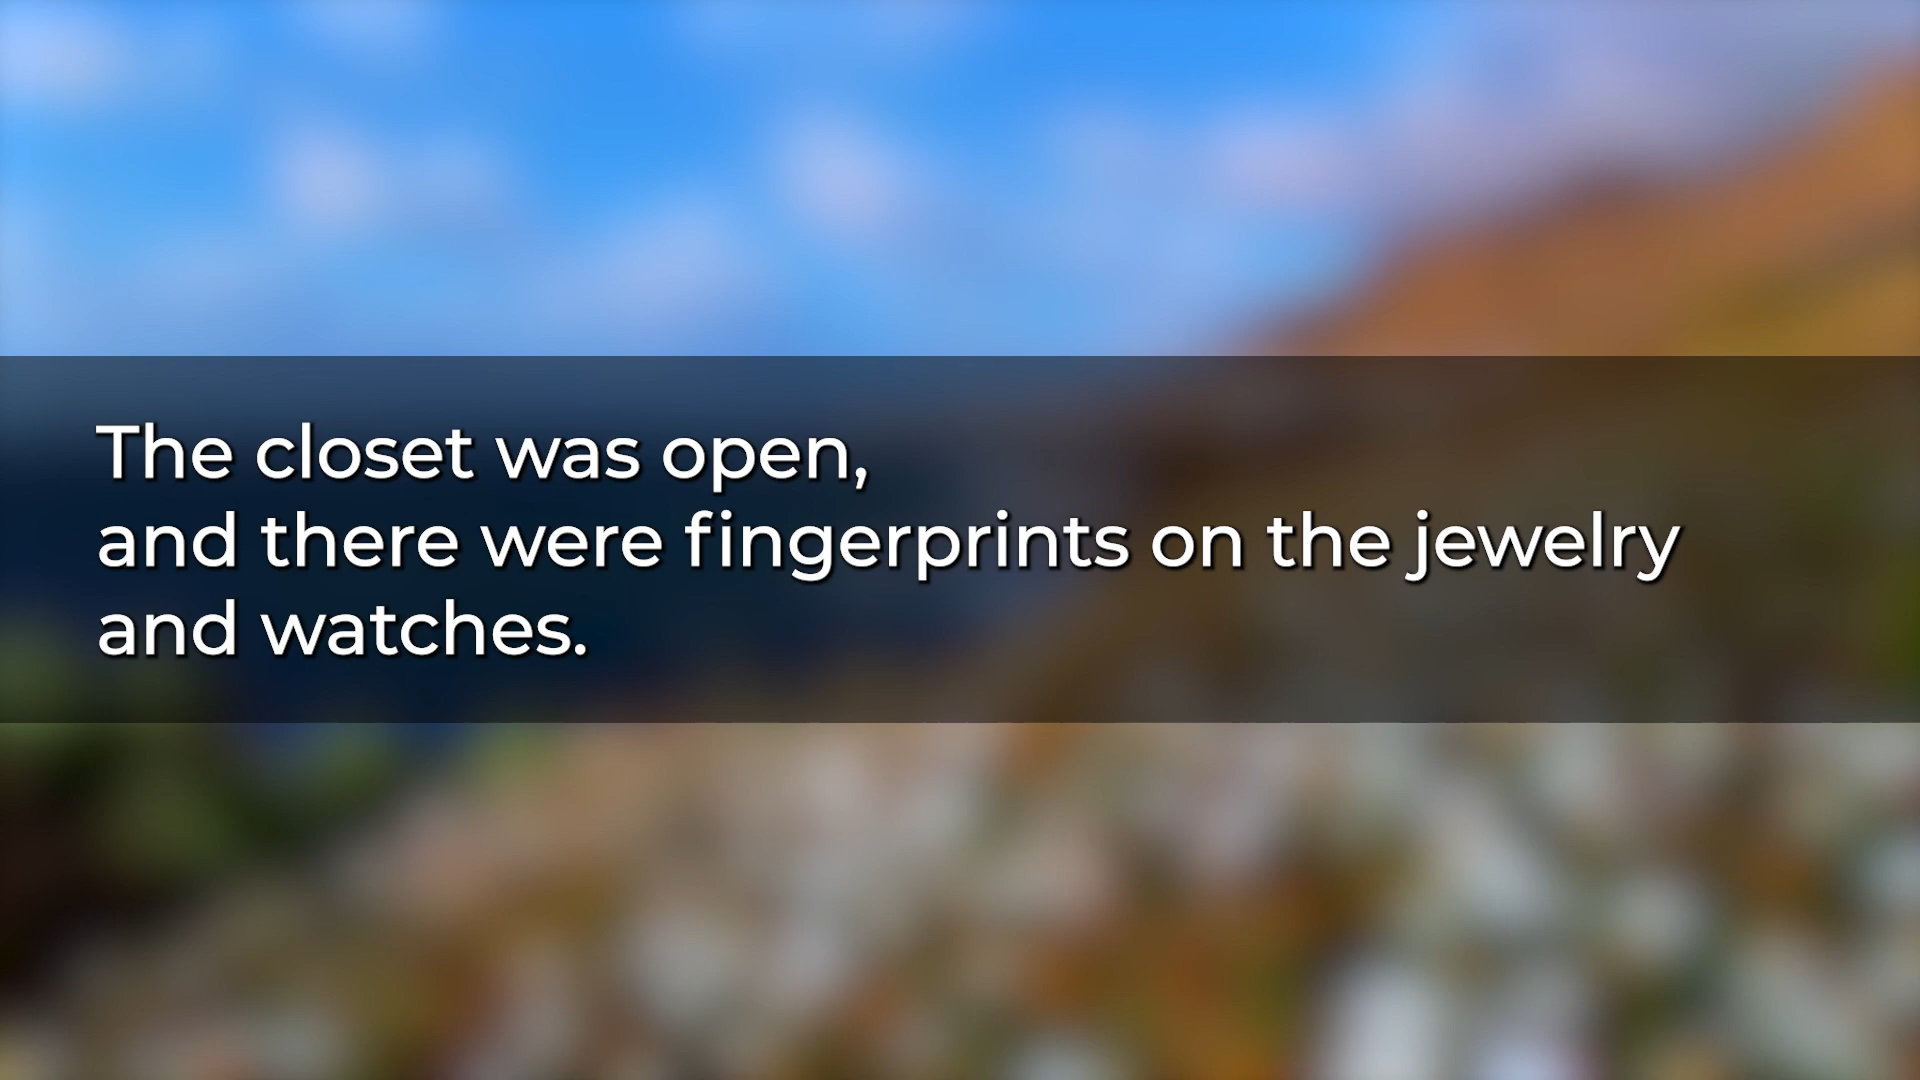 The closet was open,
and there were fingerprints on the jewelry
and watches.